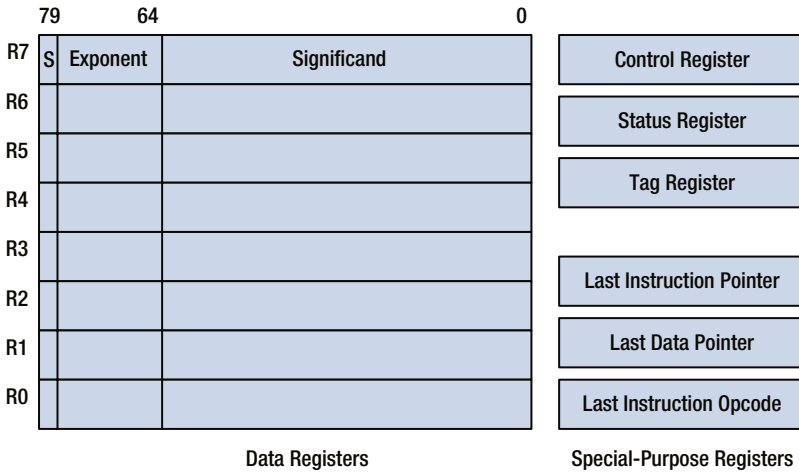 79 64 0
R7 S Exponent Significand Control Register
R6
Status Register
R5
Tag Register
R4
R3
Last Instruction Pointer
R2
R1 Last Data Pointer
R0 Last Instruction Opcode
Data Registers Special-Purpose Registers